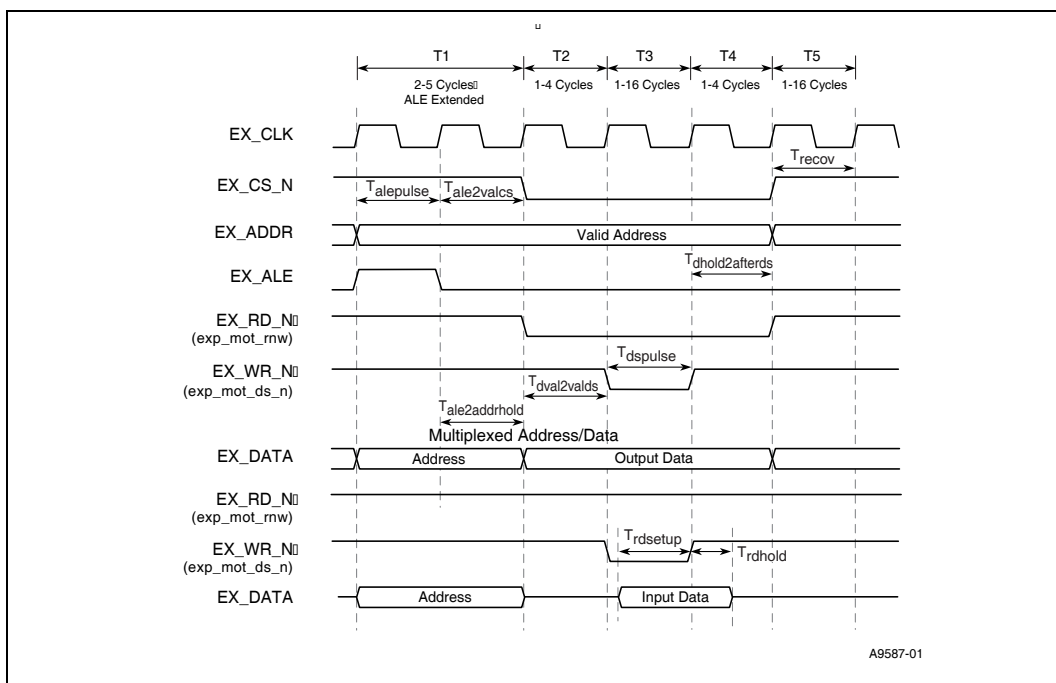 T1 T2 T3 T4 T5
2-5 Cycles
ALE Extended
1-4 Cycles
1-16 Cycles
1-4 Cycles
1-16 Cycles
EX_CLK
Trecov
EX_CS_N
Talepulse
Tale2valcs
EX_ADDR
Valid Address
Tdhold2afterds
EX_ALE
EX_RD_N
(exp_mot_rnw)
Tdspulse
EX_WR_N
(exp_mot_ds_n)
Tdval2valds
Tale2addrhold
Multiplexed Address/Data
EX_DATA
Address
Output Data
EX_RD_N
(exp_mot_rnw)
EX_WR_N
(exp_mot_ds_n)
Trdsetup
Trdhold
EX_DATA
Address
Input Data
A9587-01